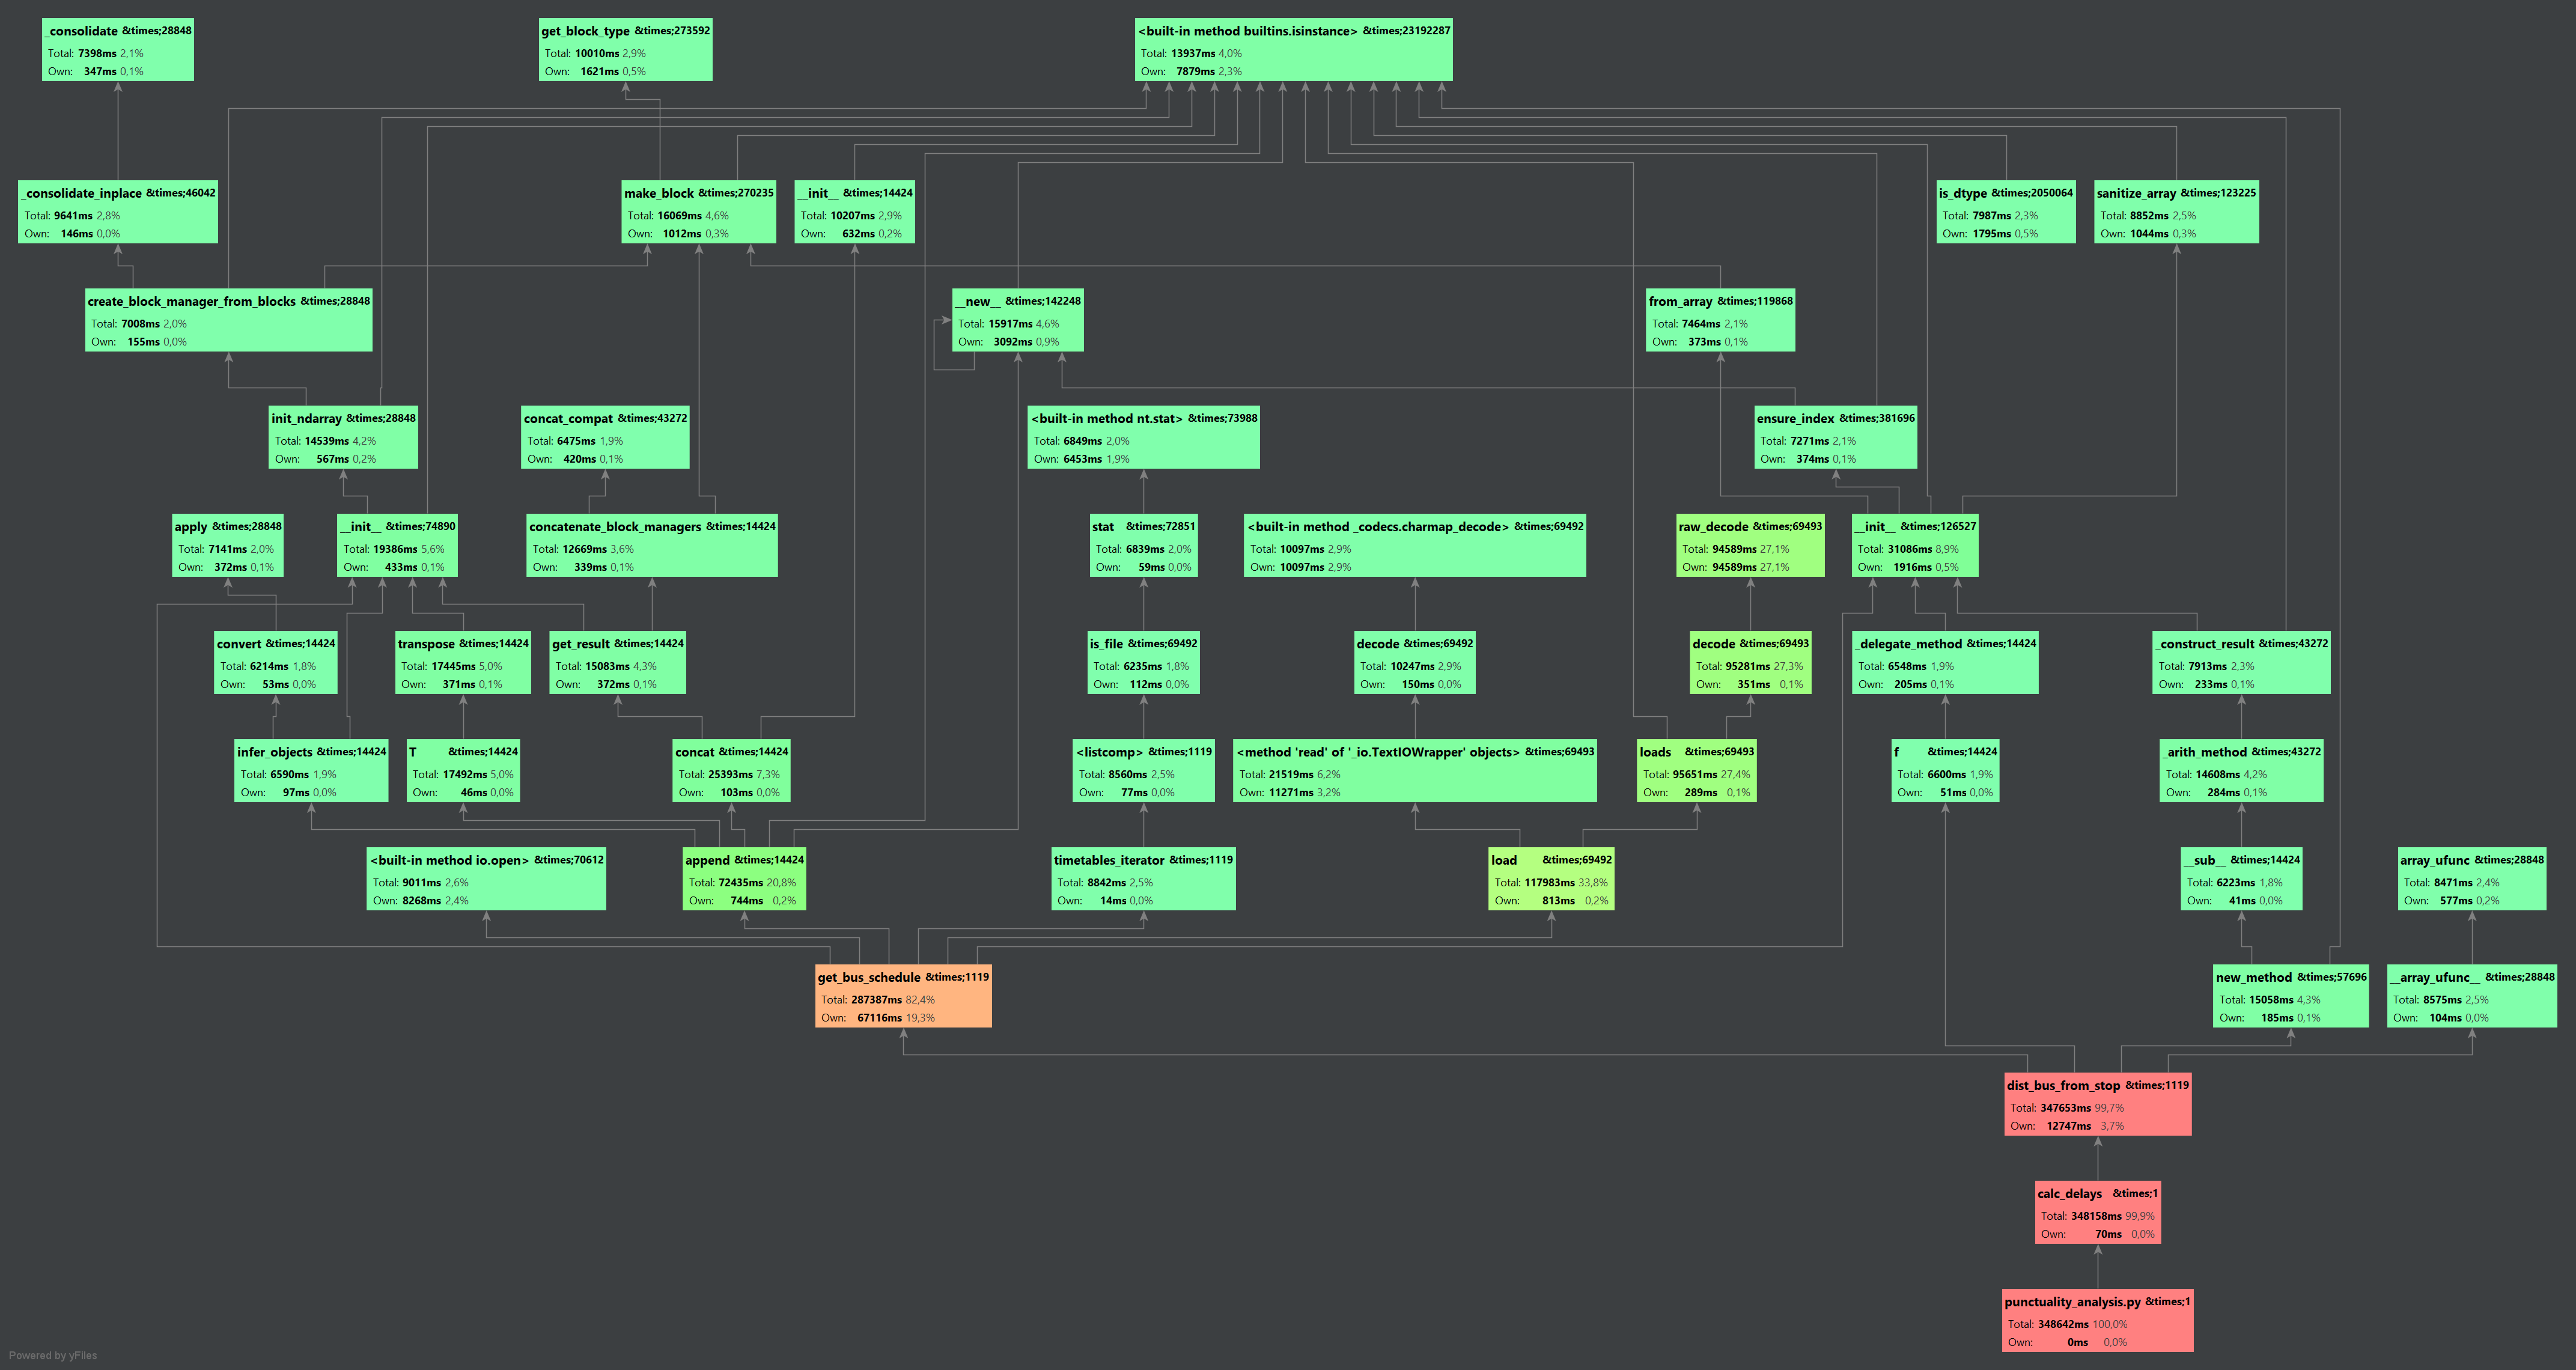 _consolidate &times;28848
Total: 7398ms 2,1%
Own: 347ms 0,1%
get_block_type &times;273592
Total: 10010ms 2,9%
Own: 1621ms 0,5%
<built-in method builtins.isinstance> &times;23192287
Total: 13937ms 4,0%
Own: 7879ms 2,3%
_consolidate_inplace &times;46042
Total: 9641ms 2,8%
Own: 146ms 0,0%
make_block &times;270235
Total: 16069ms 4,6%
Own: 1012ms 0,3%
__init__ &times;14424
Total: 10207ms 2,9%
Own: 632ms 0,2%
is_dtype &times;2050064
Total: 7987ms 2,3%
Own: 1795ms 0,5%
sanitize_array &times;123225
Total: 8852ms 2,5%
Own: 1044ms 0,3%
create_block_manager_from_blocks &times;28848
Total: 7008ms 2,0%
Own: 155ms 0,0%
__new__ &times;142248
Total: 15917ms 4,6%
Own: 3092ms 0,9%
from_array &times;119868
Total: 7464ms 2,1%
Own: 373ms 0,1%
init_ndarray &times;28848
Total: 14539ms 4,2%
Own: 567ms 0,2%
concat_compat &times;43272
Total: 6475ms 1,9%
Own: 420ms 0,1%
<built-in method nt.stat> &times;73988
Total: 6849ms 2,0%
Own: 6453ms 1,9%
ensure_index &times;381696
Total: 7271ms 2,1%
Own: 374ms 0,1%
apply &times;28848
Total: 7141ms 2,0%
Own: 372ms 0,1%
__init__ &times;74890
Total: 19386ms 5,6%
Own: 433ms 0,1%
concatenate_block_managers &times;14424
Total: 12669ms 3,6%
Own: 339ms 0,1%
stat &times;72851
Total: 6839ms 2,0%
Own: 59ms 0,0%
<built-in method _codecs.charmap_decode> &times;69492
Total: 10097ms 2,9%
Own: 10097ms 2,9%
raw_decode &times;69493
Total: 94589ms 27,1%
Own: 94589ms 27,1%
__init__ &times;126527
Total: 31086ms 8,9%
Own: 1916ms 0,5%
convert &times;14424
Total: 6214ms 1,8%
Own: 53ms 0,0%
transpose &times;14424
Total: 17445ms 5,0%
Own: 371ms 0,1%
get_result &times;14424
Total: 15083ms 4,3%
Own: 372ms 0,1%
is_file &times;69492
Total: 6235ms 1,8%
Own: 112ms 0,0%
decode &times;69492
Total: 10247ms 2,9%
Own: 150ms 0,0%
decode &times;69493
Total: 95281ms 27,3%
Own: 351ms 0,1%
_delegate_method &times;14424
Total: 6548ms 1,9%
Own: 205ms 0,1%
_construct_result &times;43272
Total: 7913ms 2,3%
Own: 233ms 0,1%
infer_objects &times;14424
Total: 6590ms 1,9%
Own: 97ms 0,0%
T &times;14424
Total: 17492ms 5,0%
Own: 46ms 0,0%
concat &times;14424
Total: 25393ms 7,3%
Own: 103ms 0,0%
<listcomp> &times;1119
Total: 8560ms 2,5%
Own: 77ms 0,0%
<method 'read' of '_io.TextIOWrapper' objects> &times;69493
Total: 21519ms 6,2%
Own: 11271ms 3,2%
loads &times;69493
Total: 95651ms 27,4%
Own: 289ms 0,1%
f &times;14424
Total: 6600ms 1,9%
Own: 51ms 0,0%
_arith_method &times;43272
Total: 14608ms 4,2%
Own: 284ms 0,1%
<built-in method io.open> &times;70612
Total: 9011ms 2,6%
Own: 8268ms 2,4%
append &times;14424
Total: 72435ms 20,8%
Own: 744ms 0,2%
timetables_iterator &times;1119
Total: 8842ms 2,5%
Own: 14ms 0,0%
load &times;69492
Total: 117983ms 33,8%
Own: 813ms 0,2%
__sub__ &times;14424
Total: 6223ms 1,8%
Own: 41ms 0,0%
array_ufunc &times;28848
Total: 8471ms 2,4%
Own: 577ms 0,2%
get_bus_schedule &times;1119
Total: 287387ms 82,4%
Own: 67116ms 19,3%
new_method &times;57696
Total: 15058ms 4,3%
Own: 185ms 0,1%
__array_ufunc__ &times;28848
Total: 8575ms 2,5%
Own: 104ms 0,0%
dist_bus_from_stop &times;1119
Total: 347653ms 99,7%
Own: 12747ms 3,7%
calc_delays &times;1
Total: 348158ms 99,9%
Own: 70ms 0,0%
punctuality_analysis.py &times;1
Total: 348642ms 100,0%
Own: 0ms 0,0%
Powered by yFiles